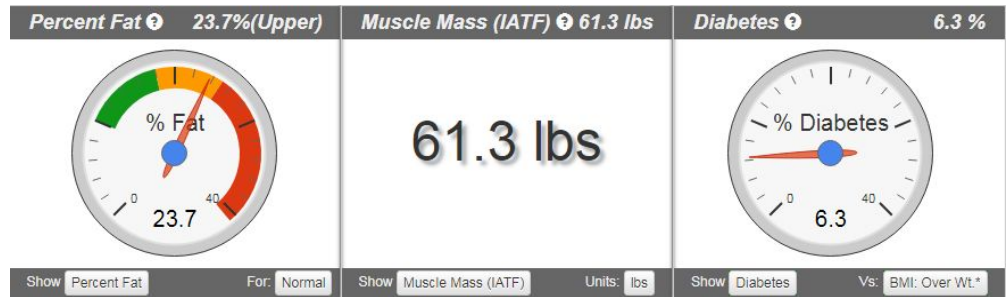 Percent Fat ? 23.7%(Upper)
% Fat
0
40
23.7
Show Percent Fat For: Normal
Muscle Mass (IATF) ? 61.3 lbs
61.3 lbs
Show Muscle Mass (IATF) Units: lbs
Diabetes ? 6.3 %
% Diabetes
0
40
6.3
Show Diabetes Vs: BMI: Over Wt.*